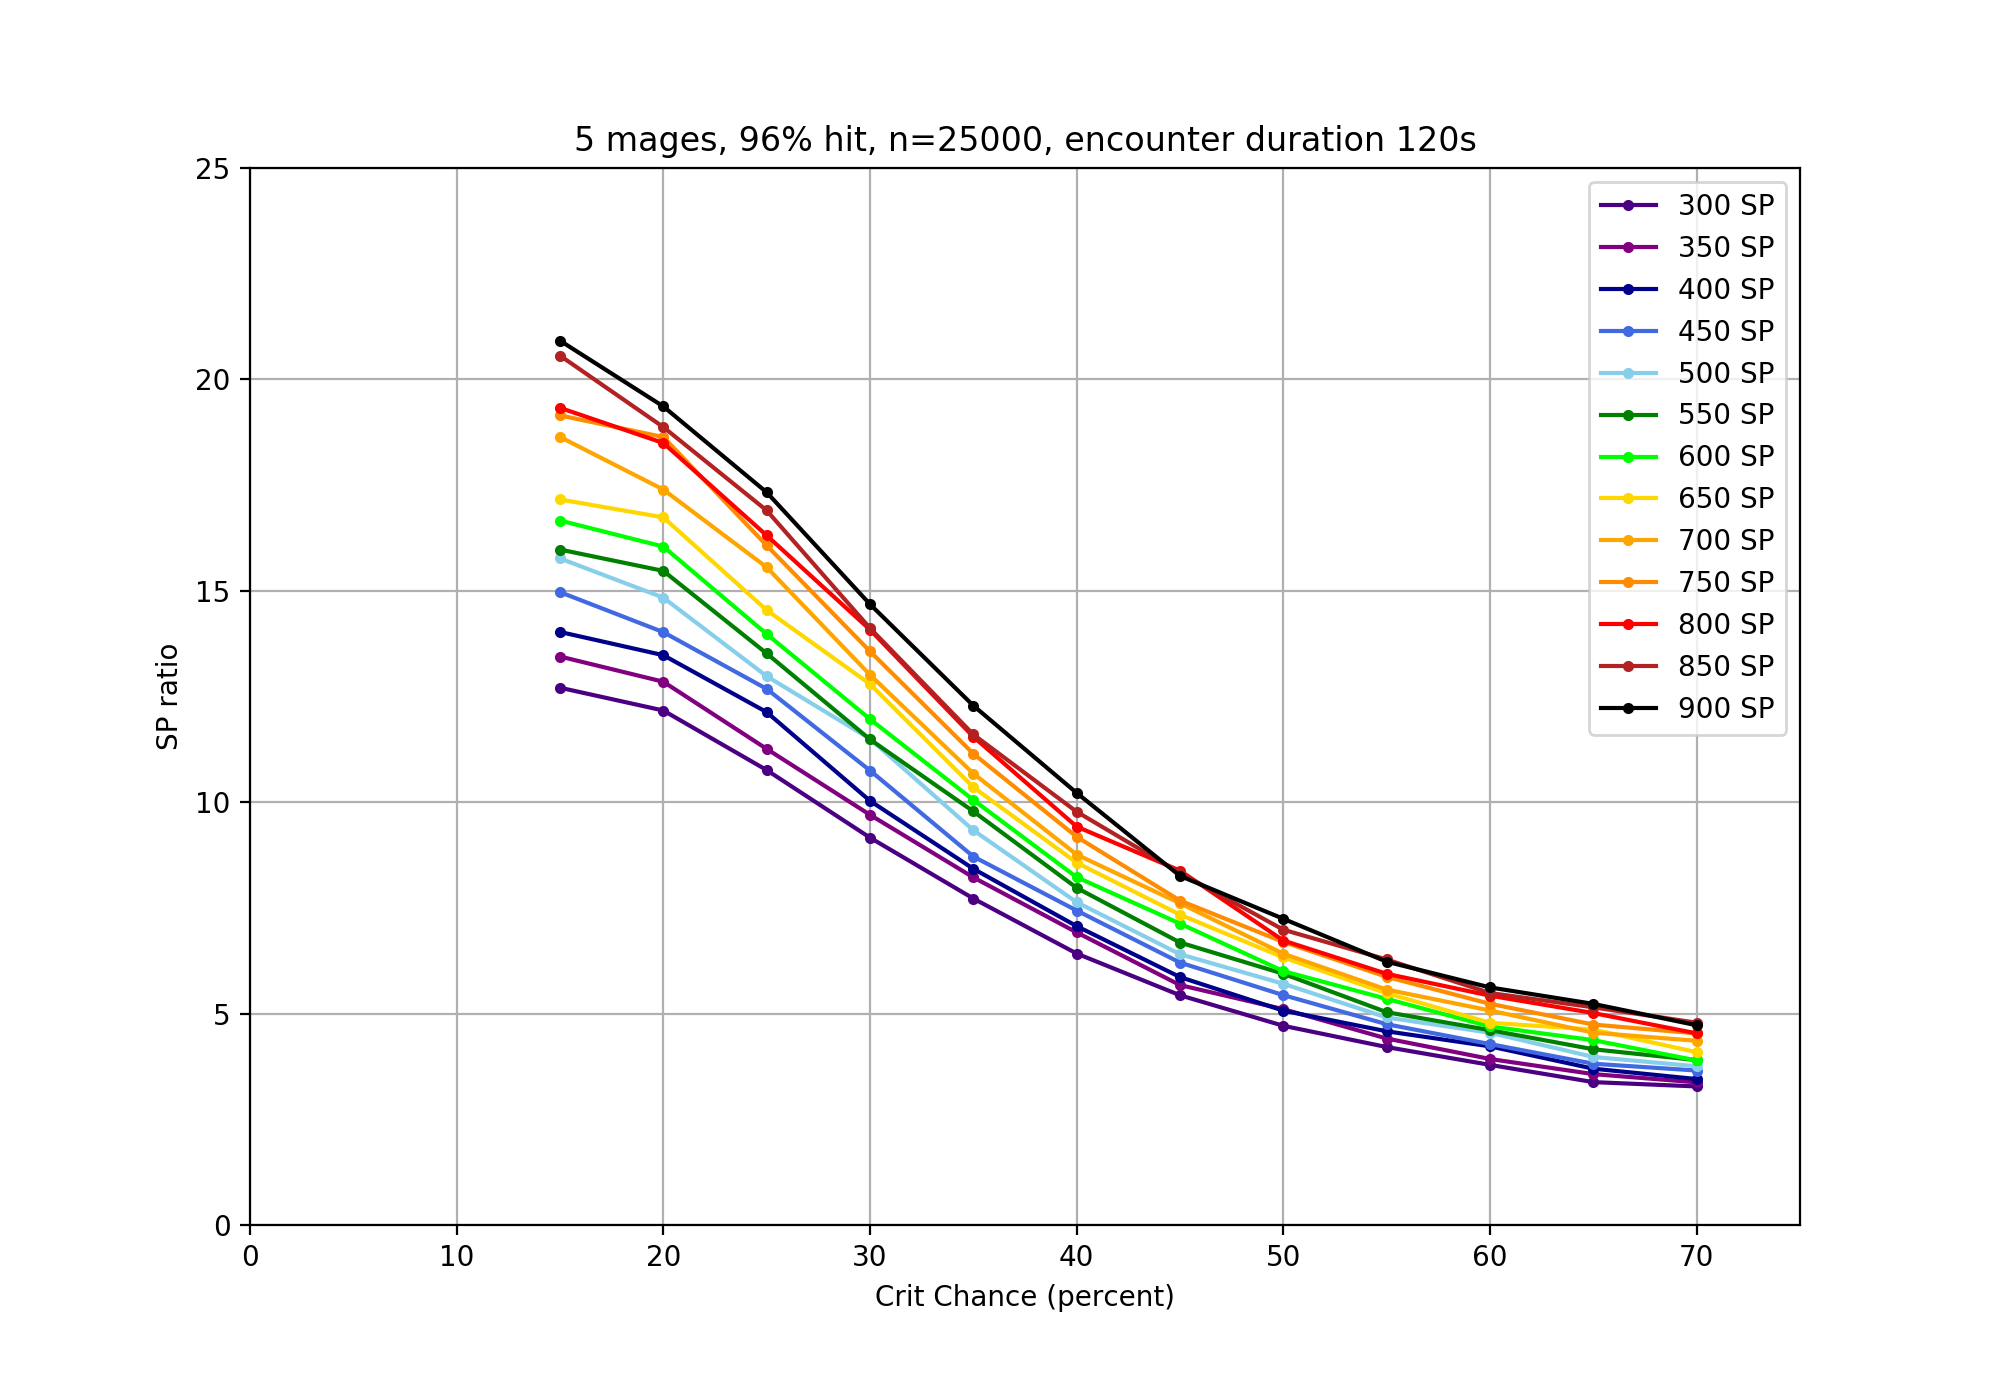 5 mages, 96% hit, n=25000, encounter duration 120s
25
20
15
10
5
0
SP ratio
300 SP
350 SP
400 SP
450 SP
500 SP
550 SP
600 SP
650 SP
700 SP
750 SP
800 SP
850 SP
900 SP
0 10 20 30 40 50 60 70
Crit Chance (percent)